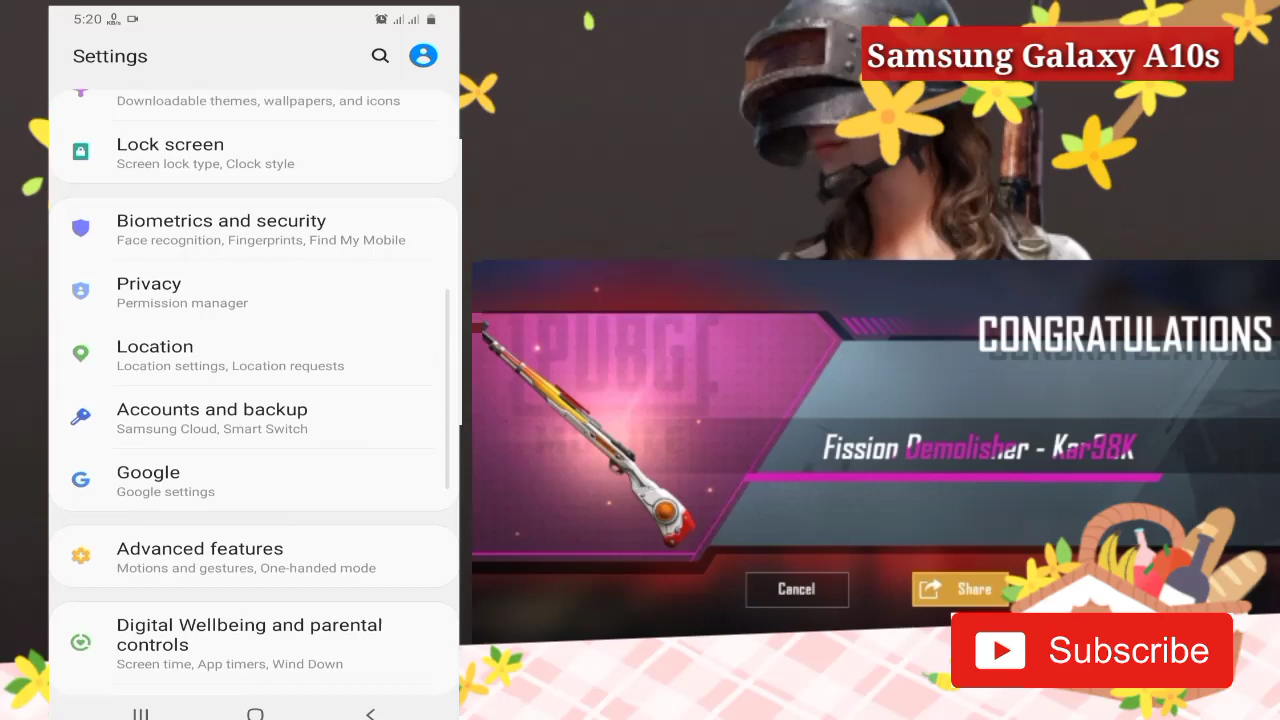 5:20 0 KB/s
Settings
Downloadable themes, wallpapers, and icons
Lock screen
Screen lock type, Clock style
Biometrics and security
Face recognition, Fingerprints, Find My Mobile
Privacy
Permission manager
Location
Location settings, Location requests
Accounts and backup
Samsung Cloud, Smart Switch
Google
Google settings
Advanced features
Motions and gestures, One-handed mode
Digital Wellbeing and parental
controls
Screen time, App timers, Wind Down
Samsung Galaxy A10s
PUBG
CONGRATULATIONS
Fission Demolisher - Kar98K
Cancel
Share
Subscribe